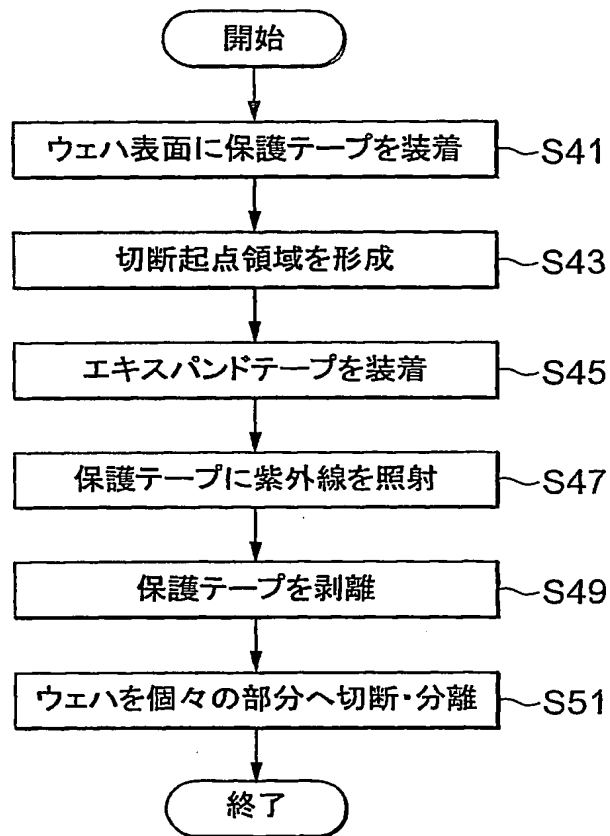 開始
ウェハ表面に保護テープを装着 S41
切断起点領域を形成 S43
エキスパンドテープを装着 S45
保護テープに紫外線を照射 S47
保護テープを剥離 S49
ウェハを個々の部分へ切断・分離 S51
終了